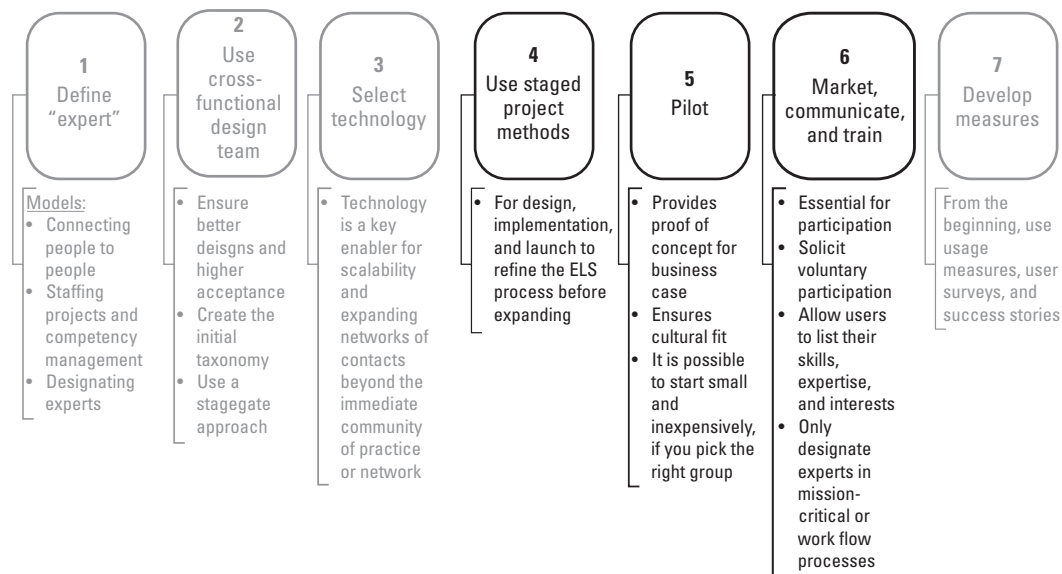 1
Define
“expert”
Models:
• Connecting
people to
people
• Staffing
projects and
competency
management
• Designating
experts
2
Use
cross-
functional
design
team
• Ensure
better
deisgns and
higher
acceptance
• Create the
initial
taxonomy
• Use a
stagegate
approach
3
Select
technology
• Technology
is a key
enabler for
scalability
and
expanding
networks of
contacts
beyond the
immediate
community
of practice
or network
4
Use staged
project
methods
• For design,
implementation,
and launch to
refine the ELS
process before
expanding
5
Pilot
• Provides
proof of
concept for
business
case
• Ensures
cultural fit
• It is possible
to start small
and
inexpensively,
if you pick the
right group
6
Market,
communicate,
and train
• Essential for
participation
• Solicit
voluntary
participation
• Allow users
to list their
skills,
expertise,
and interests
• Only
designate
experts in
mission-
critical or
work flow
processes
7
Develop
measures
From the
beginning, use
usage
measures, user
surveys, and
success stories